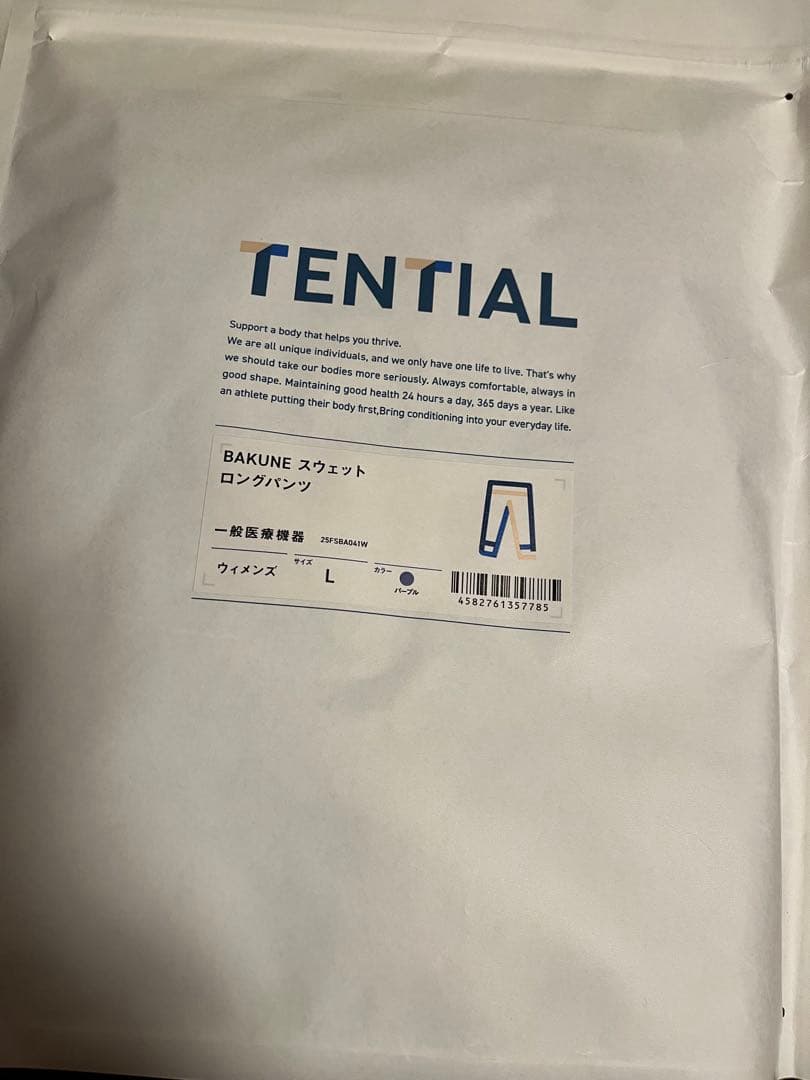 TENTIAL
Support a body that helps you thrive.
We are all unique individuals, and we only have one life to live. That's why
we should take our bodies more seriously. Always comfortable, always in
good shape. Maintaining good health 24 hours a day, 365 days a year. Like
an athlete putting their body first,Bring conditioning into your everyday life.
BAKUNE スウェット
ロングパンツ
一般医療機器 25FSBA041W
ウィメンズ
サイズ
L
カラー
パープル
4582761357785